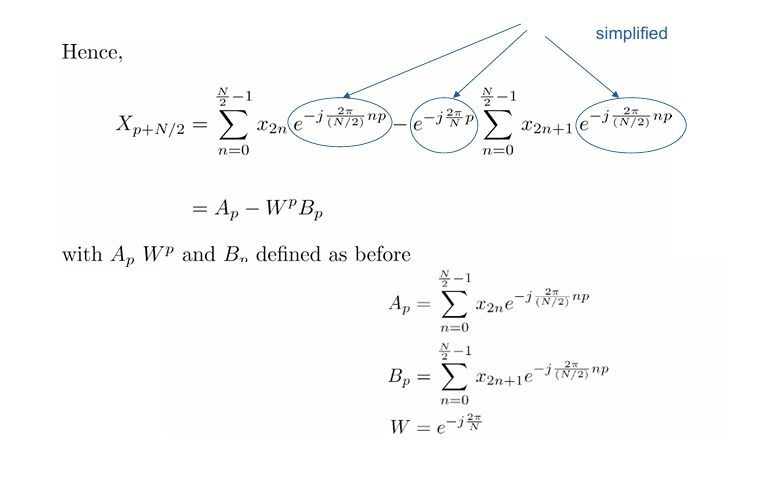 simplified
Hence,
X_{p+N/2} = \sum_{n=0}^{\frac{N}{2}-1} x_{2n} e^{-j\frac{2\pi}{(N/2)}np} - e^{-j\frac{2\pi}{N}p} \sum_{n=0}^{\frac{N}{2}-1} x_{2n+1} e^{-j\frac{2\pi}{(N/2)}np}
= A_p - W^p B_p
with A_p W^p and B_n defined as before
A_p = \sum_{n=0}^{\frac{N}{2}-1} x_{2n} e^{-j\frac{2\pi}{(N/2)}np}
B_p = \sum_{n=0}^{\frac{N}{2}-1} x_{2n+1} e^{-j\frac{2\pi}{(N/2)}np}
W = e^{-j\frac{2\pi}{N}}